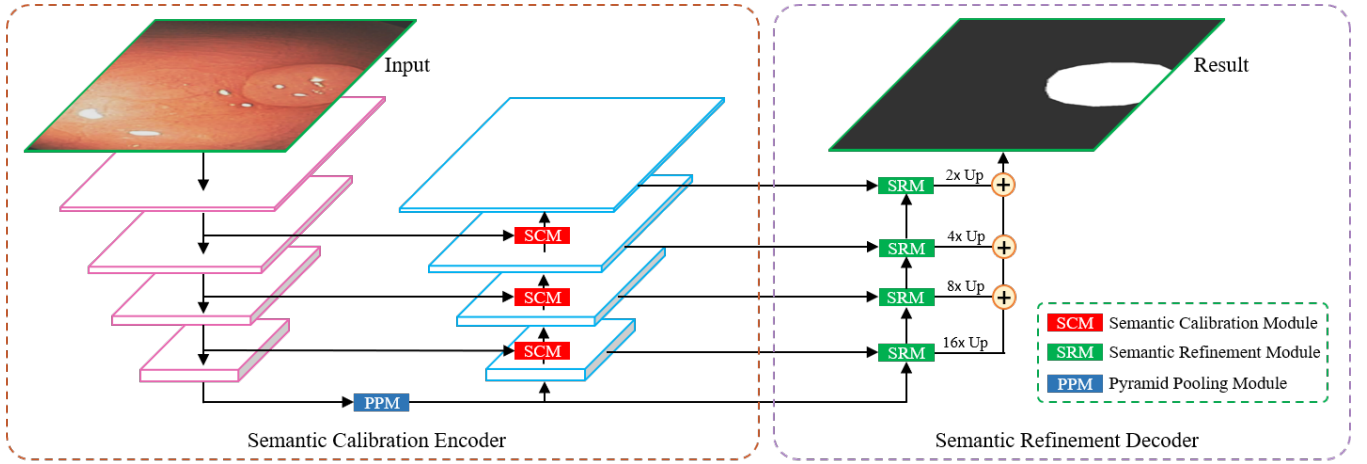 Input
Result
SRM
2x Up
SCM
SRM
4x Up
SCM
SRM
8x Up
SCM
SRM
16x Up
PPM
SCM Semantic Calibration Module
SRM Semantic Refinement Module
PPM Pyramid Pooling Module
Semantic Calibration Encoder
Semantic Refinement Decoder